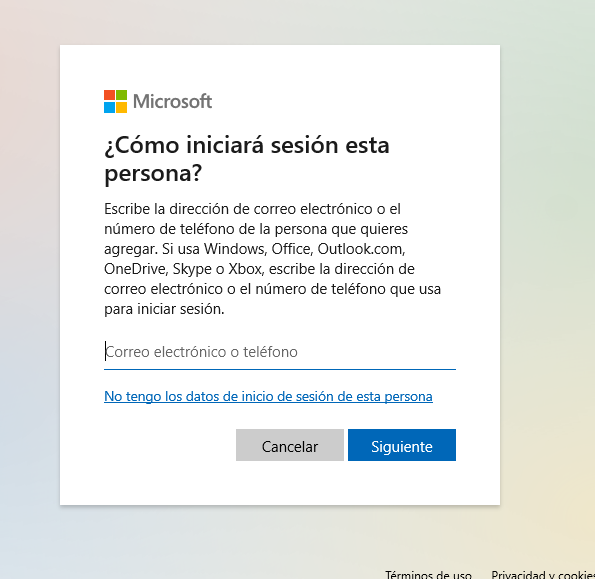 Microsoft
¿Cómo iniciará sesión esta
persona?
Escribe la dirección de correo electrónico o el
número de teléfono de la persona que quieres
agregar. Si usa Windows, Office, Outlook.com,
OneDrive, Skype o Xbox, escribe la dirección de
correo electrónico o el número de teléfono que usa
para iniciar sesión.
Correo electrónico o teléfono
No tengo los datos de inicio de sesión de esta persona
Cancelar Siguiente
Términos de uso Privacidad y cookies